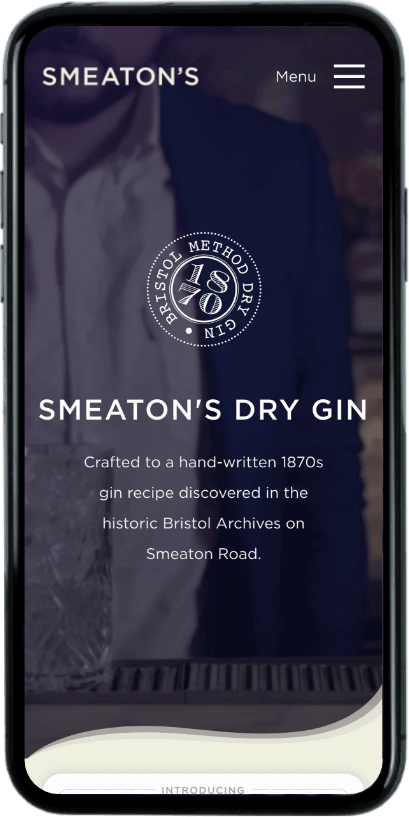 SMEATON'S
Menu
BRISTOL METHOD DRY GIN
18
70
SMEATON'S DRY GIN
Crafted to a hand-written 1870s
gin recipe discovered in the
historic Bristol Archives on
Smeaton Road.
INTRODUCING